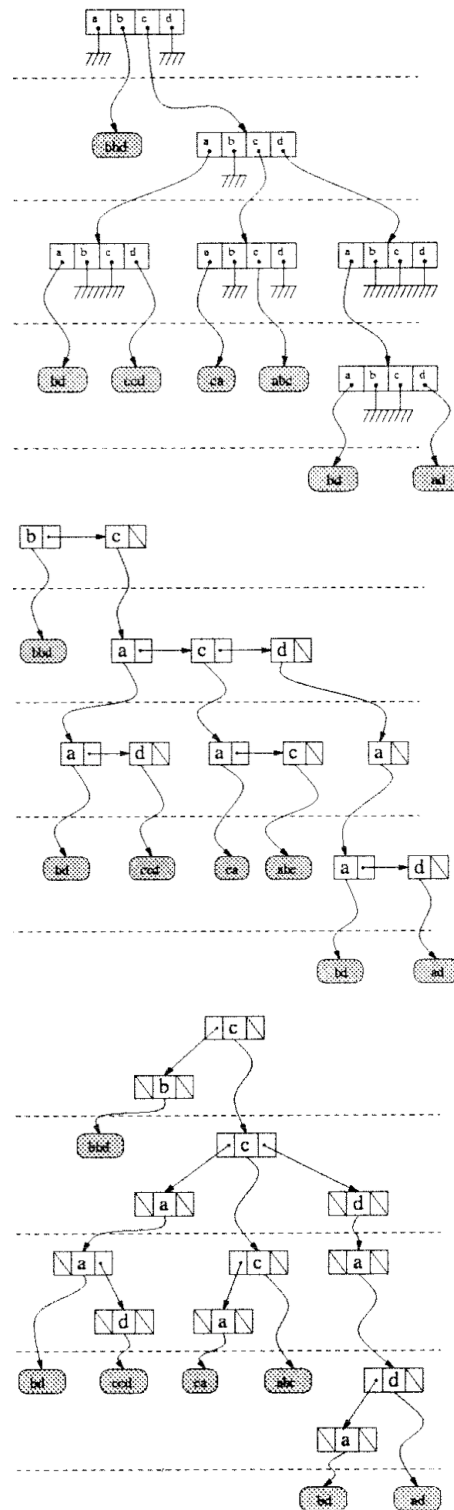 a b c d
bbd
a b c d
a b c d a b c d a b c d
bd ccd ca abc a b c d
bd ad
b c
bbd a c d
a d a c a
bd ccd ca abc a d
bd ad
c
b
bbd c
a d
a c a
d a
bd ccd ca abc d
a
bd ad